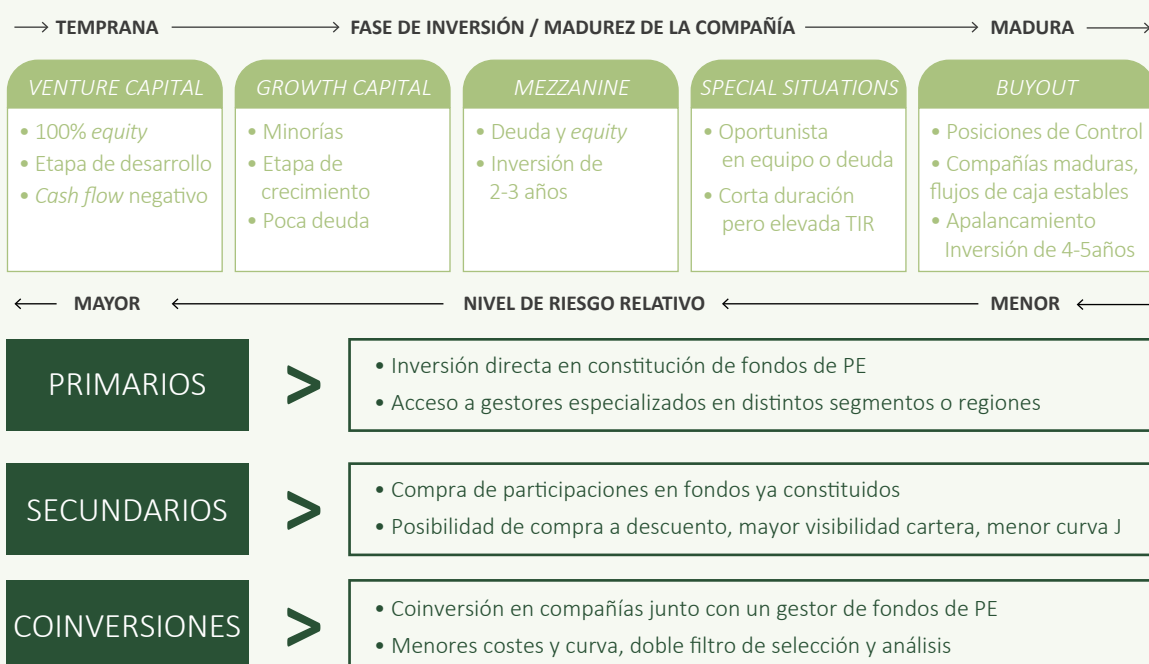 TEMPRANA FASE DE INVERSIÓN / MADUREZ DE LA COMPAÑÍA MADURA
VENTURE CAPITAL
• 100% equity
• Etapa de desarrollo
• Cash flow negativo
GROWTH CAPITAL
• Minorías
• Etapa de
crecimiento
• Poca deuda
MEZZANINE
• Deuda y equity
• Inversión de
2-3 años
SPECIAL SITUATIONS
• Oportunista
en equipo o deuda
• Corta duración
pero elevada TIR
BUYOUT
• Posiciones de Control
• Compañías maduras,
flujos de caja estables
• Apalancamiento
Inversión de 4-5años
MAYOR NIVEL DE RIESGO RELATIVO MENOR
PRIMARIOS >
• Inversión directa en constitución de fondos de PE
• Acceso a gestores especializados en distintos segmentos o regiones
SECUNDARIOS >
• Compra de participaciones en fondos ya constituidos
• Posibilidad de compra a descuento, mayor visibilidad cartera, menor curva J
COINVERSIONES >
• Coinversión en compañías junto con un gestor de fondos de PE
• Menores costes y curva, doble filtro de selección y análisis